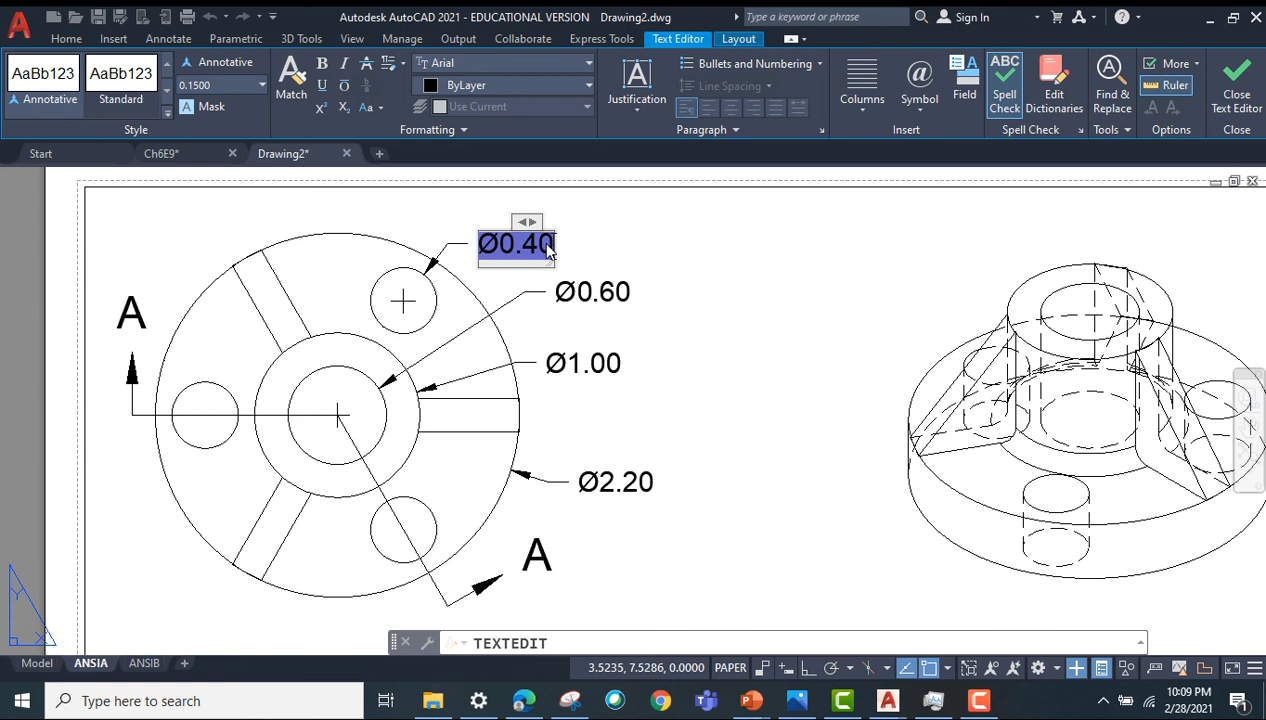 Autodesk AutoCAD 2021 - EDUCATIONAL VERSION Drawing2.dwg
Type a keyword or phrase
Sign In
Home Insert Annotate Parametric 3D Tools View Manage Output Collaborate Express Tools Text Editor Layout
AaBb123 AaBb123
Annotative Standard
Annotative
0.1500
Mask
Style
Match
Arial
ByLayer
Use Current
Formatting
Justification
Bullets and Numbering
Line Spacing
Paragraph
Columns
Symbol
Field
Insert
ABC
Spell
Check
Edit
Dictionaries
Spell Check
Find &
Replace
Tools
More
Ruler
Options
Close
Text Editor
Close
Start Ch6E9* Drawing2*
Ø0.40
Ø0.60
A
Ø1.00
Ø2.20
A
Y
X
TEXTEDIT
Model ANSIA ANSIB
3.5235, 7.5286, 0.0000 PAPER
Type here to search
10:09 PM
2/28/2021